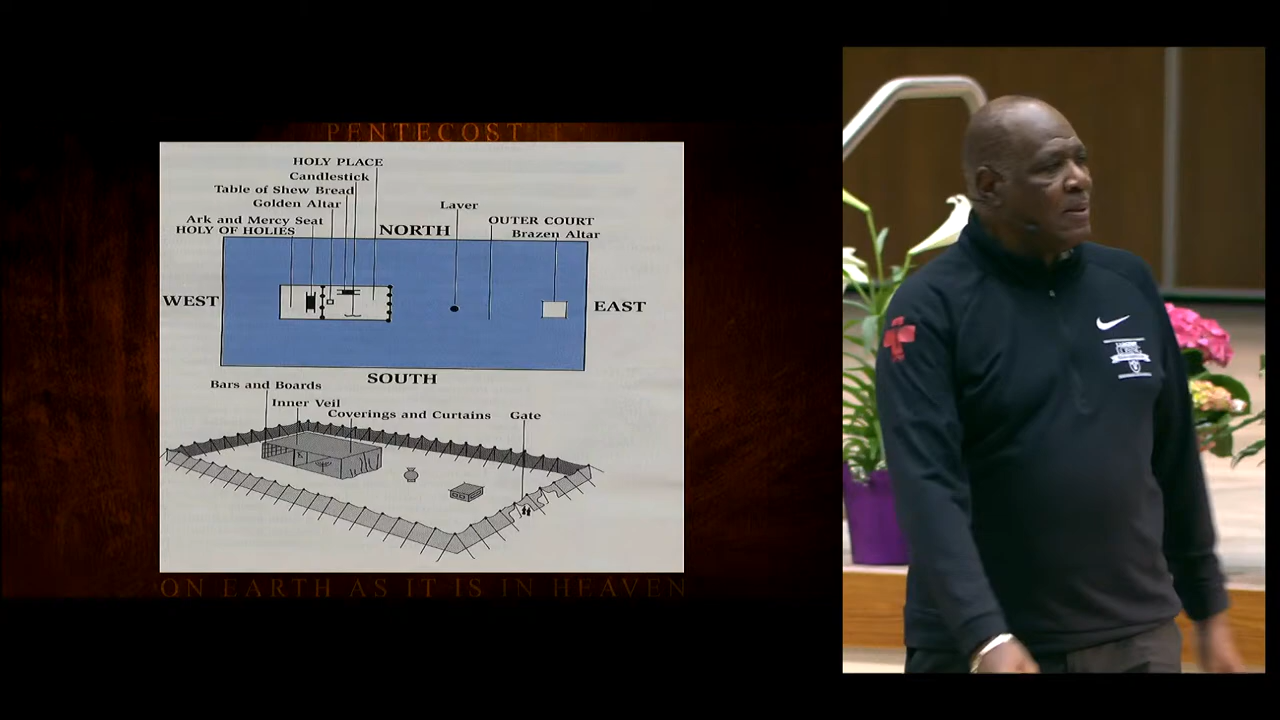 PENTECOST
HOLY PLACE
Candlestick
Table of Shew Bread
Golden Altar
Ark and Mercy Seat
HOLY OF HOLIES
NORTH
Laver
OUTER COURT
Brazen Altar
WEST
EAST
SOUTH
Bars and Boards
Inner Veil
Coverings and Curtains
Gate
ON EARTH AS IT IS IN HEAVEN